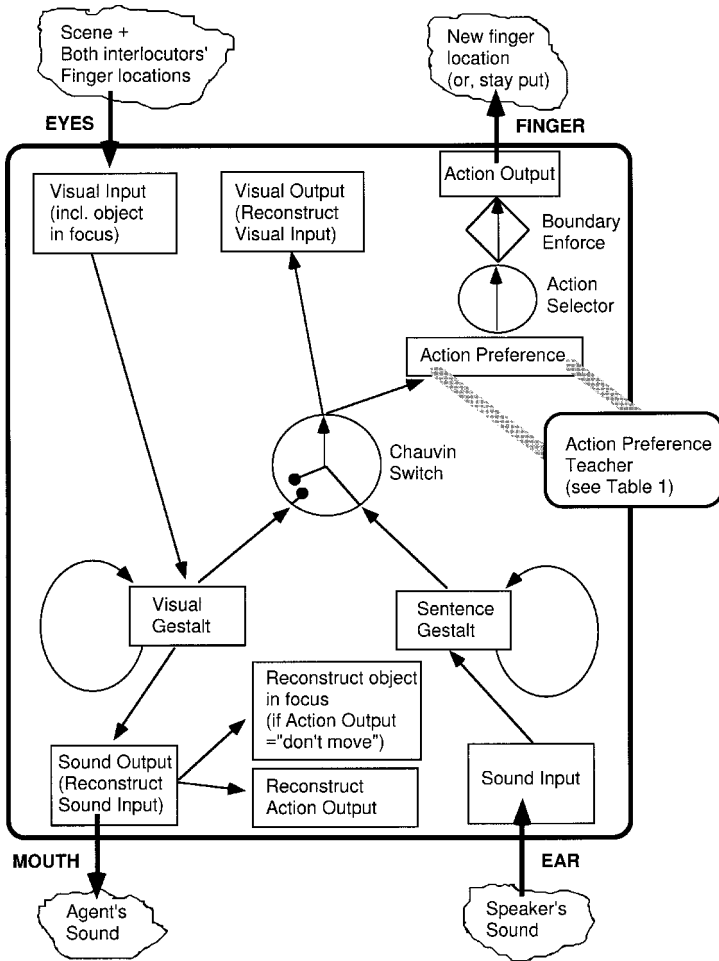 Scene +
Both interlocutors'
Finger locations
New finger
location
(or, stay put)
EYES
FINGER
Visual Input
(incl. object
in focus)
Visual Output
(Reconstruct
Visual Input)
Action Output
Boundary
Enforce
Action
Selector
Action Preference
Action Preference
Teacher
(see Table 1)
Chauvin
Switch
Visual
Gestalt
Sentence
Gestalt
Reconstruct object
in focus
(if Action Output
="don't move")
Sound Output
(Reconstruct
Sound Input)
Reconstruct
Action Output
Sound Input
MOUTH
EAR
Agent's
Sound
Speaker's
Sound